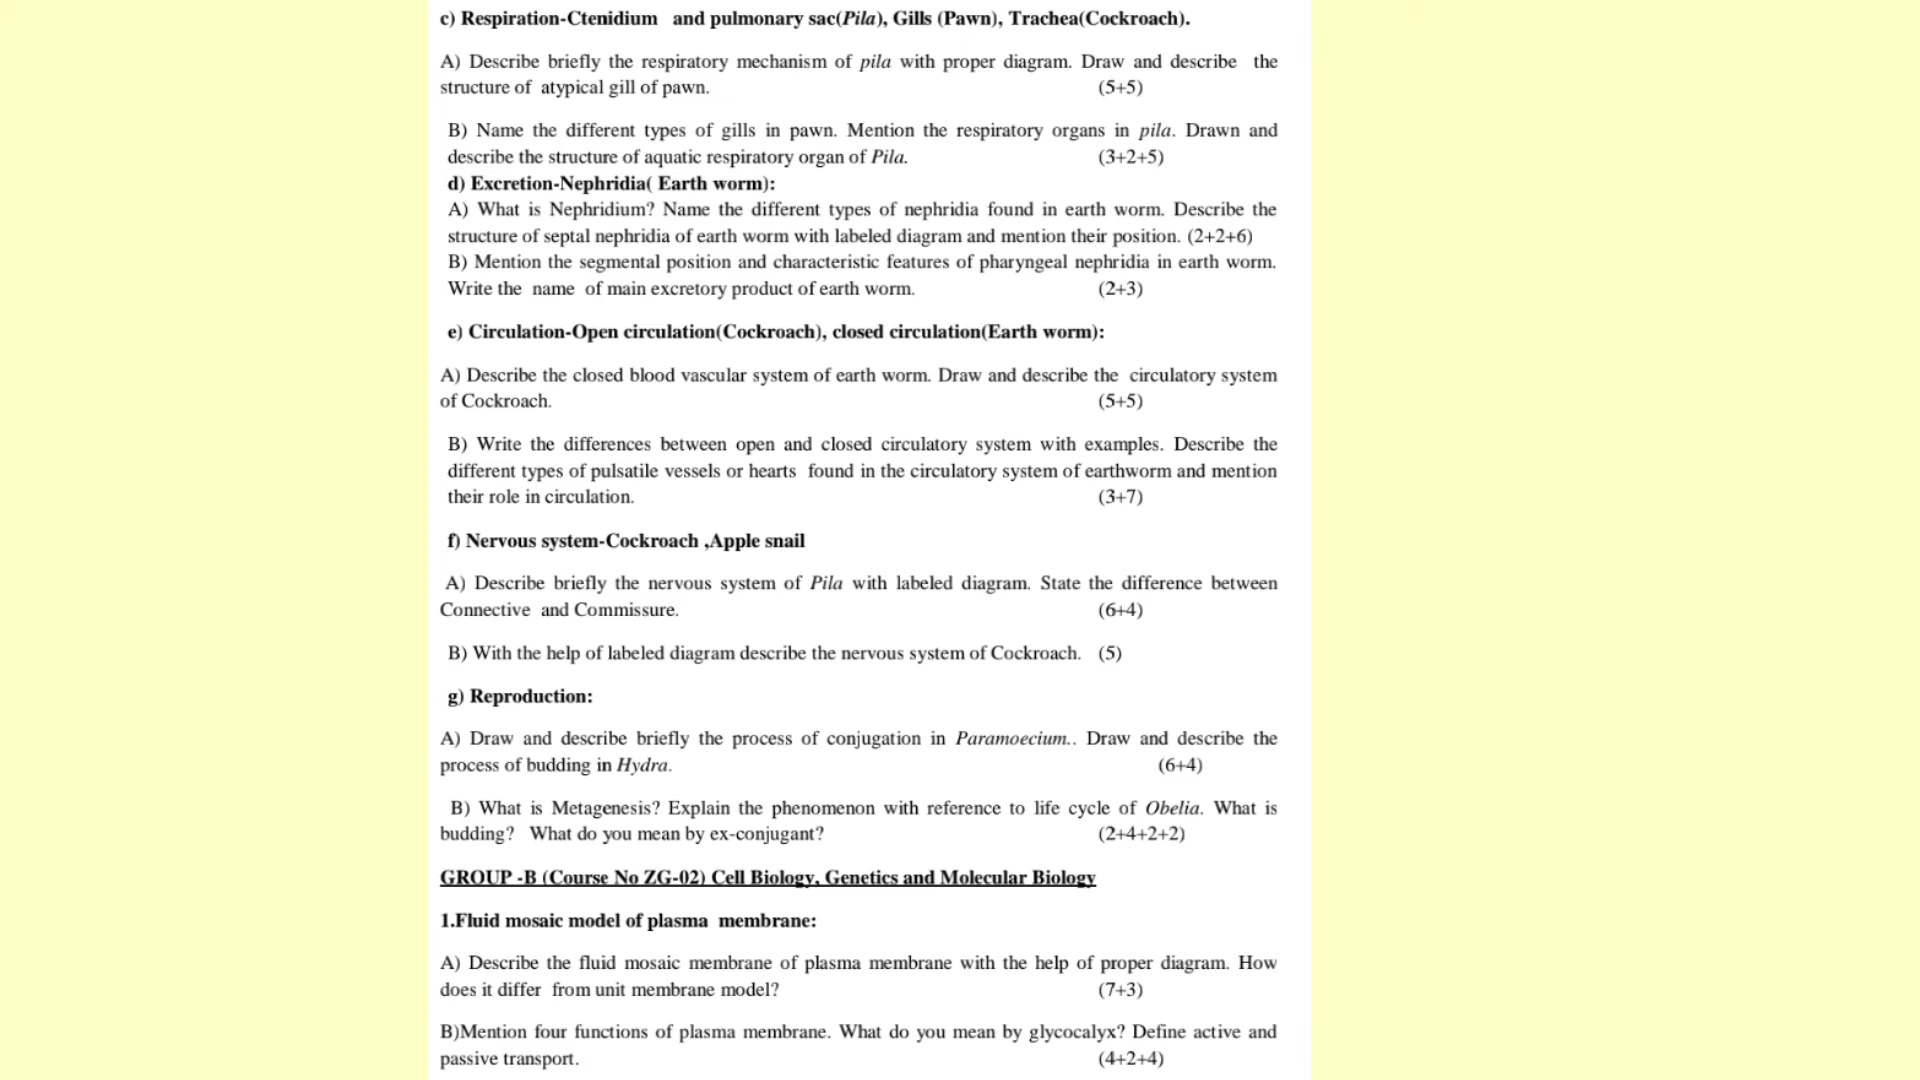 c) Respiration-Ctenidium and pulmonary sac(Pila), Gills (Pawn), Trachea(Cockroach).
A) Describe briefly the respiratory mechanism of pila with proper diagram. Draw and describe the
structure of atypical gill of pawn. (5+5)
B) Name the different types of gills in pawn. Mention the respiratory organs in pila. Drawn and
describe the structure of aquatic respiratory organ of Pila. (3+2+5)
d) Excretion-Nephridia( Earth worm):
A) What is Nephridium? Name the different types of nephridia found in earth worm. Describe the
structure of septal nephridia of earth worm with labeled diagram and mention their position. (2+2+6)
B) Mention the segmental position and characteristic features of pharyngeal nephridia in earth worm.
Write the name of main excretory product of earth worm. (2+3)
e) Circulation-Open circulation(Cockroach), closed circulation(Earth worm):
A) Describe the closed blood vascular system of earth worm. Draw and describe the circulatory system
of Cockroach. (5+5)
B) Write the differences between open and closed circulatory system with examples. Describe the
different types of pulsatile vessels or hearts found in the circulatory system of earthworm and mention
their role in circulation. (3+7)
f) Nervous system-Cockroach ,Apple snail
A) Describe briefly the nervous system of Pila with labeled diagram. State the difference between
Connective and Commissure. (6+4)
B) With the help of labeled diagram describe the nervous system of Cockroach. (5)
g) Reproduction:
A) Draw and describe briefly the process of conjugation in Paramoecium.. Draw and describe the
process of budding in Hydra. (6+4)
B) What is Metagenesis? Explain the phenomenon with reference to life cycle of Obelia. What is
budding? What do you mean by ex-conjugant? (2+4+2+2)
GROUP -B (Course No ZG-02) Cell Biology, Genetics and Molecular Biology
1.Fluid mosaic model of plasma membrane:
A) Describe the fluid mosaic membrane of plasma membrane with the help of proper diagram. How
does it differ from unit membrane model? (7+3)
B)Mention four functions of plasma membrane. What do you mean by glycocalyx? Define active and
passive transport. (4+2+4)